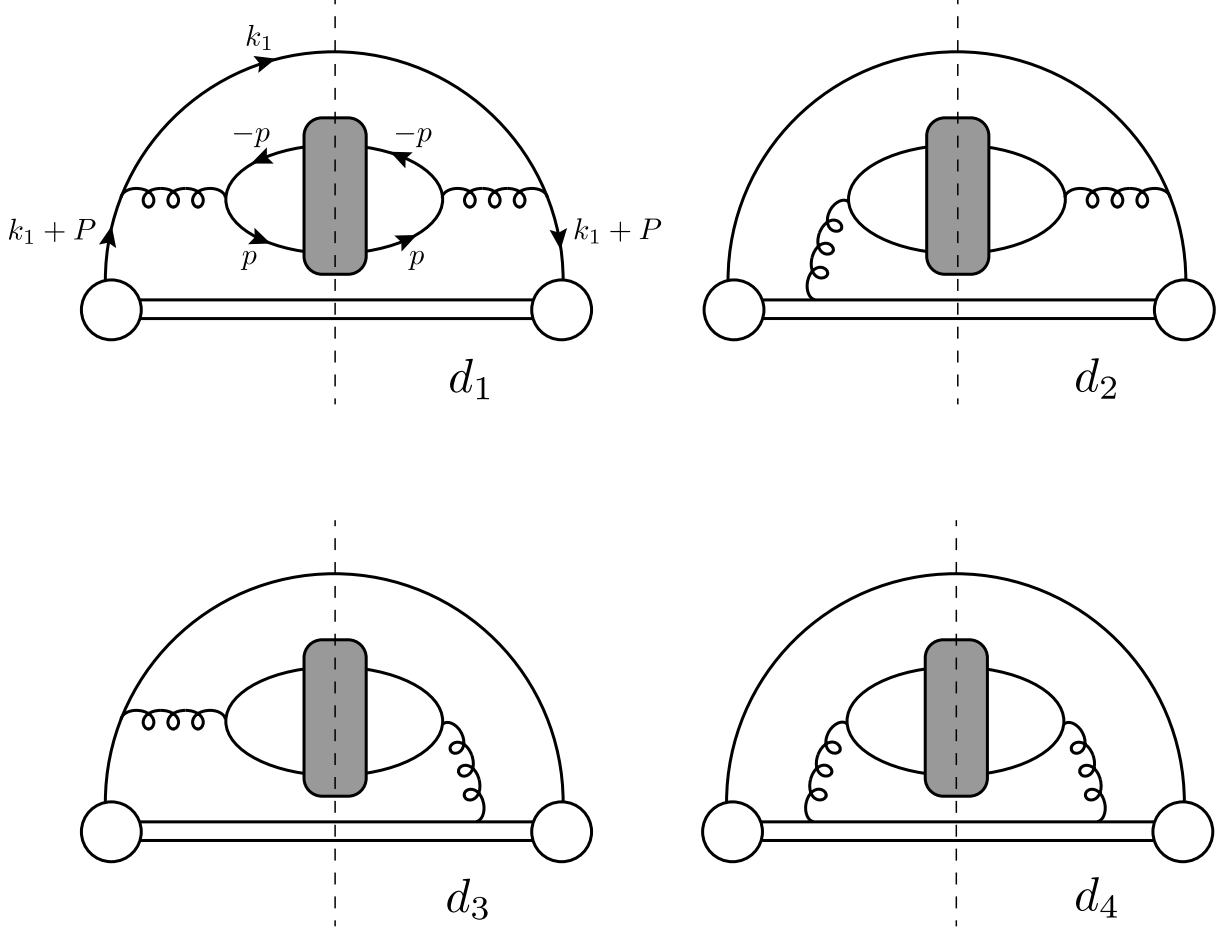 k₁
−p −p
k₁ + P k₁ + P
p p
d₁ d₂
d₃ d₄